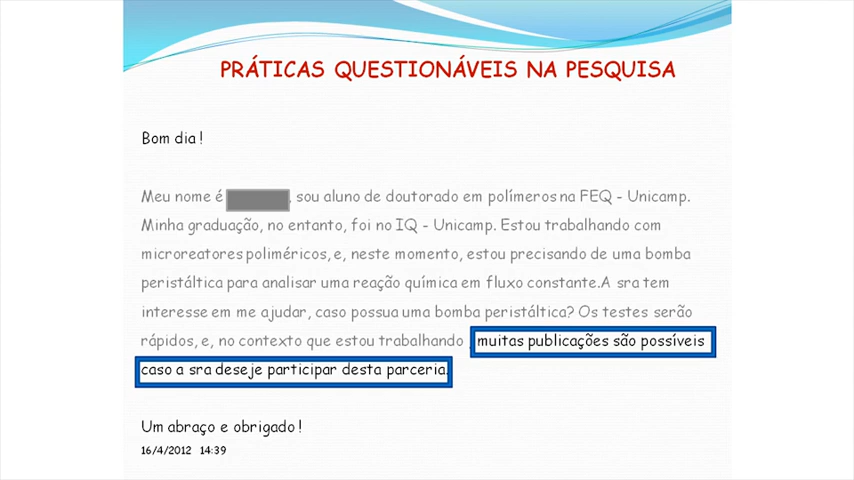 PRÁTICAS QUESTIONÁVEIS NA PESQUISA
Bom dia !
Meu nome é , sou aluno de doutorado em polímeros na FEQ - Unicamp.
Minha graduação, no entanto, foi no IQ - Unicamp. Estou trabalhando com
microreatores poliméricos, e, neste momento, estou precisando de uma bomba
peristáltica para analisar uma reação química em fluxo constante.A sra tem
interesse em me ajudar, caso possua uma bomba peristáltica? Os testes serão
rápidos, e, no contexto que estou trabalhando , muitas publicações são possíveis
caso a sra deseje participar desta parceria.
Um abraço e obrigado !
16/4/2012 14:39